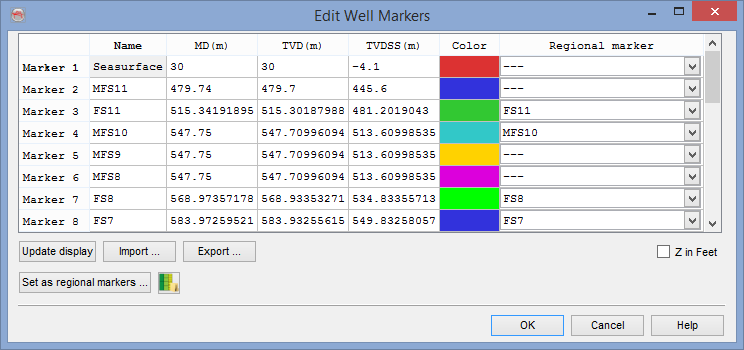 Edit Well Markers
Name MD(m) TVD(m) TVDSS(m) Color Regional marker
Marker 1 Seasurface 30 30 -4.1 ---
Marker 2 MFS11 479.74 479.7 445.6 ---
Marker 3 FS11 515.34191895 515.30187988 481.2019043 FS11
Marker 4 MFS10 547.75 547.70996094 513.60998535 MFS10
Marker 5 MFS9 547.75 547.70996094 513.60998535 ---
Marker 6 MFS8 547.75 547.70996094 513.60998535 ---
Marker 7 FS8 568.97357178 568.93353271 534.83355713 FS8
Marker 8 FS7 583.97259521 583.93255615 549.83258057 FS7
Update display Import ... Export ... Z in Feet
Set as regional markers ...
OK Cancel Help